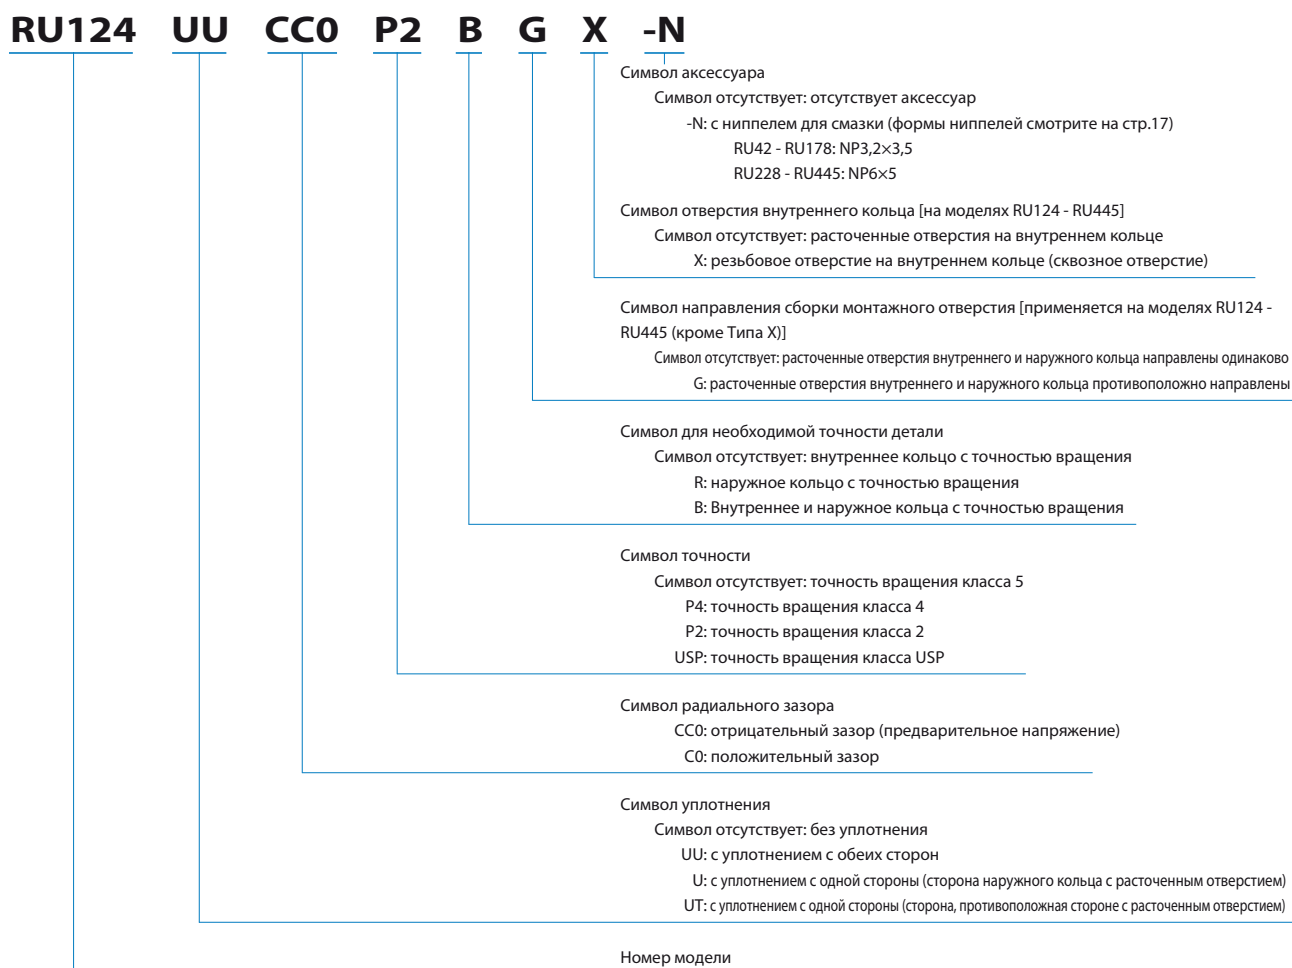 RU124 UU CC0 P2 B G X -N
Символ аксессуара
Символ отсутствует: отсутствует аксессуар
-N: с ниппелем для смазки (формы ниппелей смотрите на стр.17)
RU42 - RU178: NP3,2×3,5
RU228 - RU445: NP6×5
Символ отверстия внутреннего кольца [на моделях RU124 - RU445]
Символ отсутствует: расточенные отверстия на внутреннем кольце
X: резьбовое отверстие на внутреннем кольце (сквозное отверстие)
Символ направления сборки монтажного отверстия [применяется на моделях RU124 -
RU445 (кроме Типа X)]
Символ отсутствует: расточенные отверстия внутреннего и наружного кольца направлены одинаково
G: расточенные отверстия внутреннего и наружного кольца противоположно направлены
Символ для необходимой точности детали
Символ отсутствует: внутреннее кольцо с точностью вращения
R: наружное кольцо с точностью вращения
B: Внутреннее и наружное кольца с точностью вращения
Символ точности
Символ отсутствует: точность вращения класса 5
P4: точность вращения класса 4
P2: точность вращения класса 2
USP: точность вращения класса USP
Символ радиального зазора
CC0: отрицательный зазор (предварительное напряжение)
C0: положительный зазор
Символ уплотнения
Символ отсутствует: без уплотнения
UU: с уплотнением с обеих сторон
U: с уплотнением с одной стороны (сторона наружного кольца с расточенным отверстием)
UT: с уплотнением с одной стороны (сторона, противоположная стороне с расточенным отверстием)
Номер модели